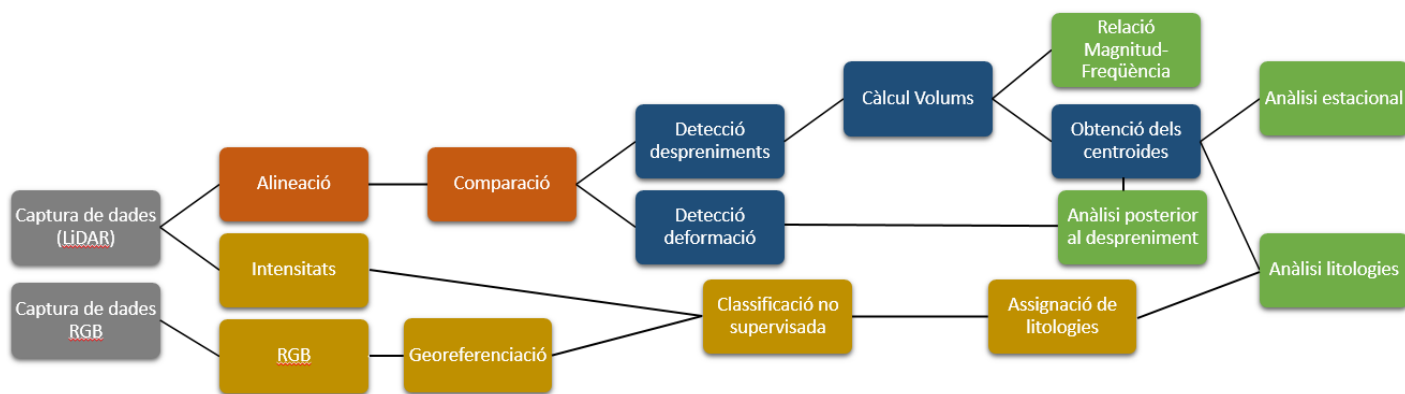 Relació
Magnitud-
Freqüència
Càlcul Volums
Anàlisi estacional
Detecció
despreniments
Obtenció dels
centroides
Alineació
Comparació
Captura de dades
(LiDAR)
Detecció
deformació
Anàlisi posterior
al despreniment
Intensitats
Anàlisi litologies
Captura de dades
RGB
Classificació no
supervisada
Assignació de
litologies
RGB
Georeferenciació